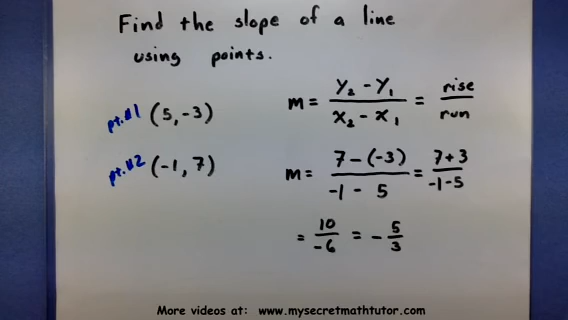 Find the slope of a line
using points.
m = Y₂ - Y₁ / X₂ - X₁ = rise / run
pt.#1 (5,-3)
pt.#2 (-1, 7)
m = 7 - (-3) / -1 - 5 = 7+3 / -1-5
= 10 / -6 = - 5 / 3
More videos at: www.mysecretmathtutor.com